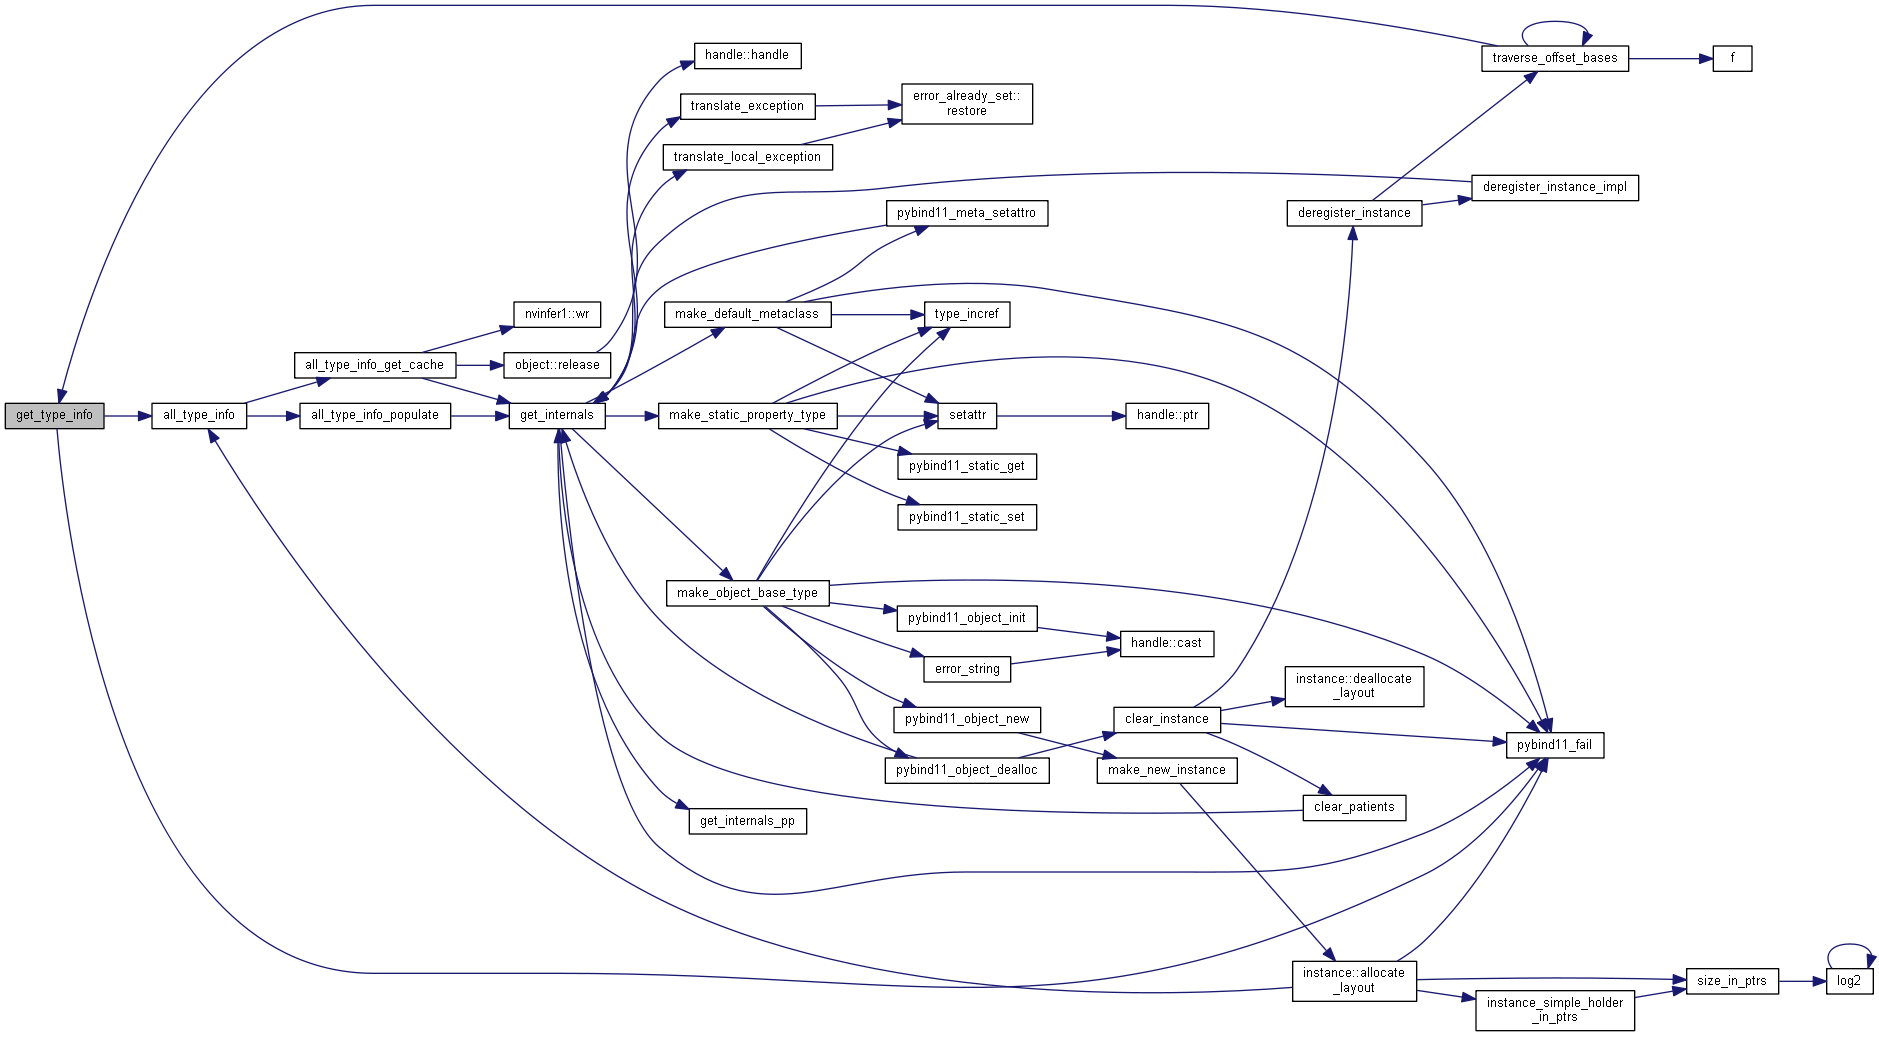 handle::handle
traverse_offset_bases
f
translate_exception
error_already_set::
restore
translate_local_exception
deregister_instance_impl
pybind11_meta_setattro
deregister_instance
nvinfer1::wr
make_default_metaclass
type_incref
all_type_info_get_cache
object::release
get_type_info
all_type_info
all_type_info_populate
get_internals
make_static_property_type
setattr
handle::ptr
pybind11_static_get
pybind11_static_set
make_object_base_type
pybind11_object_init
handle::cast
error_string
instance::deallocate
_layout
pybind11_object_new
clear_instance
pybind11_fail
pybind11_object_dealloc
make_new_instance
clear_patients
get_internals_pp
instance::allocate
_layout
size_in_ptrs
log2
instance_simple_holder
_in_ptrs